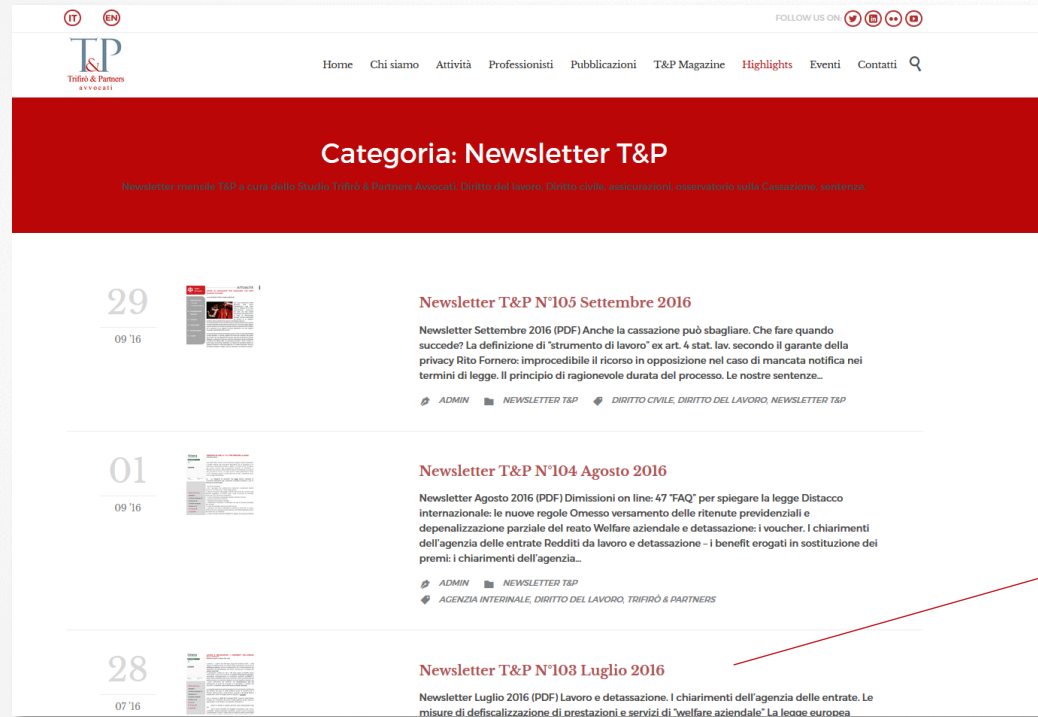 IT EN FOLLOW US ON:
T&P
Trifirò & Partners
avvocati
Home Chi siamo Attività Professionisti Pubblicazioni T&P Magazine Highlights Eventi Contatti
Categoria: Newsletter T&P
Newsletter mensile T&P a cura dello Studio Trifirò & Partners Avvocati. Diritto del lavoro, Diritto civile, assicurazioni, osservatorio sulla Cassazione, sentenze.
29
09 '16
Newsletter T&P N°105 Settembre 2016
Newsletter Settembre 2016 (PDF) Anche la cassazione può sbagliare. Che fare quando
succede? La definizione di "strumento di lavoro" ex art. 4 stat. lav. secondo il garante della
privacy Rito Fornero: improcedibile il ricorso in opposizione nel caso di mancata notifica nei
termini di legge. Il principio di ragionevole durata del processo. Le nostre sentenze...
ADMIN NEWSLETTER T&P DIRITTO CIVILE, DIRITTO DEL LAVORO, NEWSLETTER T&P
01
09 '16
Newsletter T&P N°104 Agosto 2016
Newsletter Agosto 2016 (PDF) Dimissioni on line: 47 "FAQ" per spiegare la legge Distacco
internazionale: le nuove regole Omesso versamento delle ritenute previdenziali e
depenalizzazione parziale del reato Welfare aziendale e detassazione: i voucher. I chiarimenti
dell'agenzia delle entrate Redditi da lavoro e detassazione – i benefit erogati in sostituzione dei
premi: i chiarimenti dell'agenzia...
ADMIN NEWSLETTER T&P
AGENZIA INTERINALE, DIRITTO DEL LAVORO, TRIFIRÒ & PARTNERS
28
07 '16
Newsletter T&P N°103 Luglio 2016
Newsletter Luglio 2016 (PDF) Lavoro e detassazione. I chiarimenti dell'agenzia delle entrate. Le
misure di defiscalizzazione di prestazioni e servizi di "welfare aziendale" La legge europea